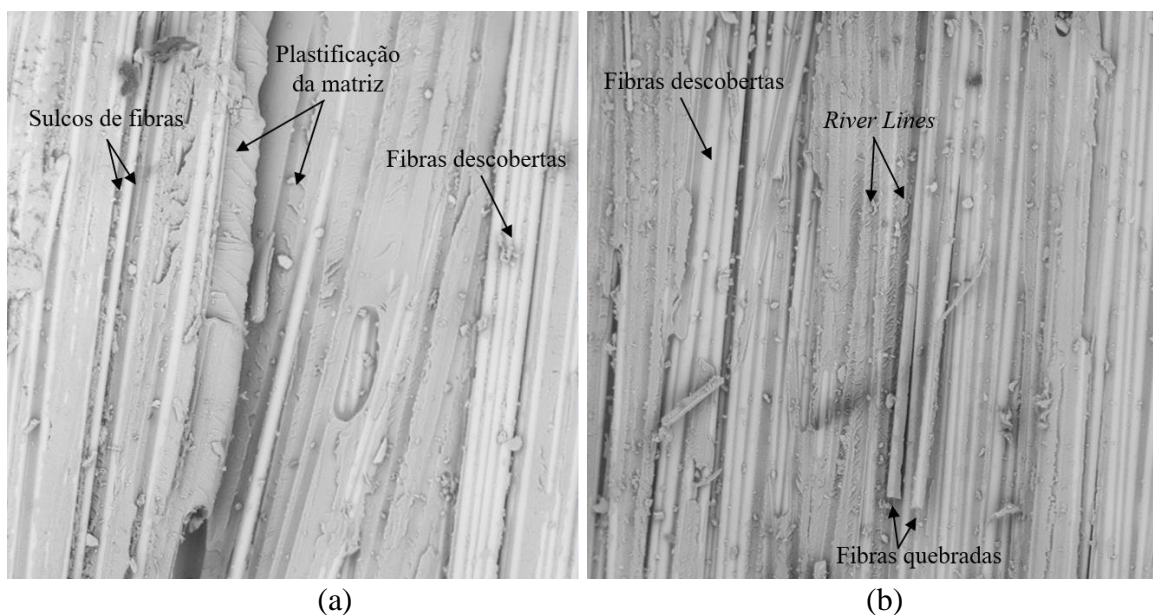 Plastificação
da matriz
Sulcos de fibras
Fibras descobertas
Fibras descobertas
River Lines
Fibras quebradas
(a)
(b)